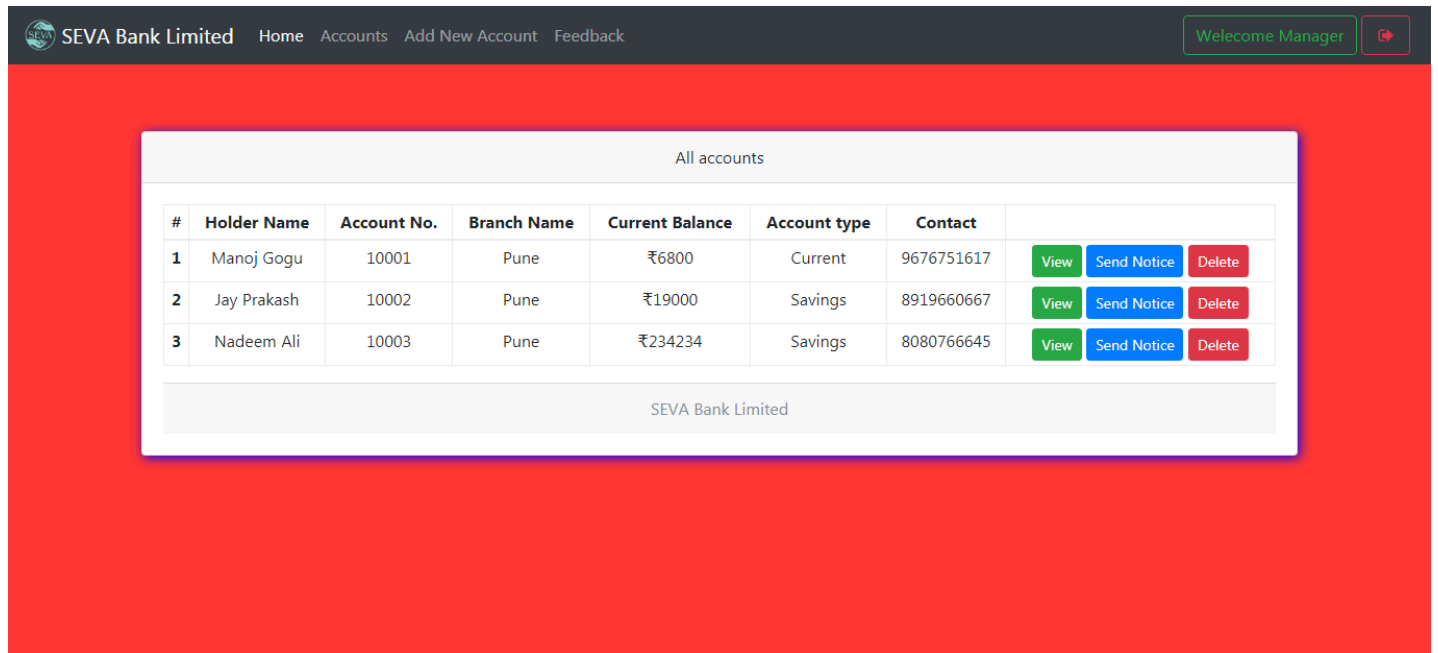 SEVA SEVA Bank Limited Home Accounts Add New Account Feedback Welecome Manager
All accounts
# Holder Name Account No. Branch Name Current Balance Account type Contact
1 Manoj Gogu 10001 Pune ₹6800 Current 9676751617 View Send Notice Delete
2 Jay Prakash 10002 Pune ₹19000 Savings 8919660667 View Send Notice Delete
3 Nadeem Ali 10003 Pune ₹234234 Savings 8080766645 View Send Notice Delete
SEVA Bank Limited